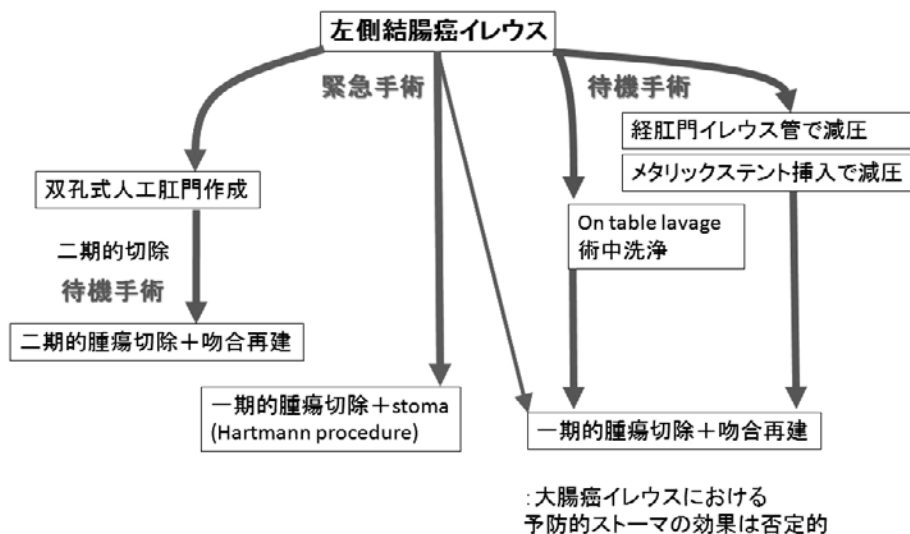 左側結腸癌イレウス
緊急手術
待機手術
経肛門イレウス管で減圧
メタリックステント挿入で減圧
双孔式人工肛門作成
On table lavage
術中洗浄
二期的切除
待機手術
二期的腫瘍切除＋吻合再建
一期的腫瘍切除＋stoma
(Hartmann procedure)
一期的腫瘍切除＋吻合再建
:大腸癌イレウスにおける
予防的ストーマの効果は否定的